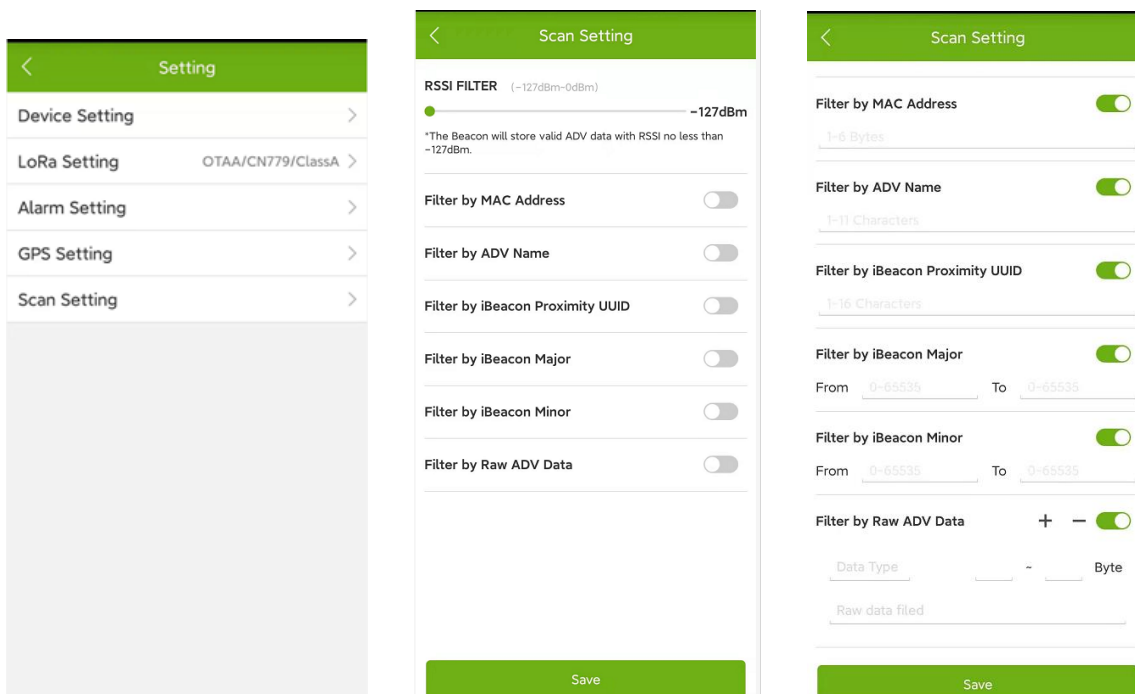 Setting
Device Setting
LoRa Setting OTAA/CN779/ClassA
Alarm Setting
GPS Setting
Scan Setting
Scan Setting
RSSI FILTER (-127dBm-0dBm)
-127dBm
*The Beacon will store valid ADV data with RSSI no less than
-127dBm.
Filter by MAC Address
Filter by ADV Name
Filter by iBeacon Proximity UUID
Filter by iBeacon Major
Filter by iBeacon Minor
Filter by Raw ADV Data
Save
Scan Setting
Filter by MAC Address
1-6 Bytes
Filter by ADV Name
1-11 Characters
Filter by iBeacon Proximity UUID
1-16 Characters
Filter by iBeacon Major
From 0~65535 To 0~65535
Filter by iBeacon Minor
From 0~65535 To 0~65535
Filter by Raw ADV Data + −
Data Type ~ Byte
Raw data filed
Save